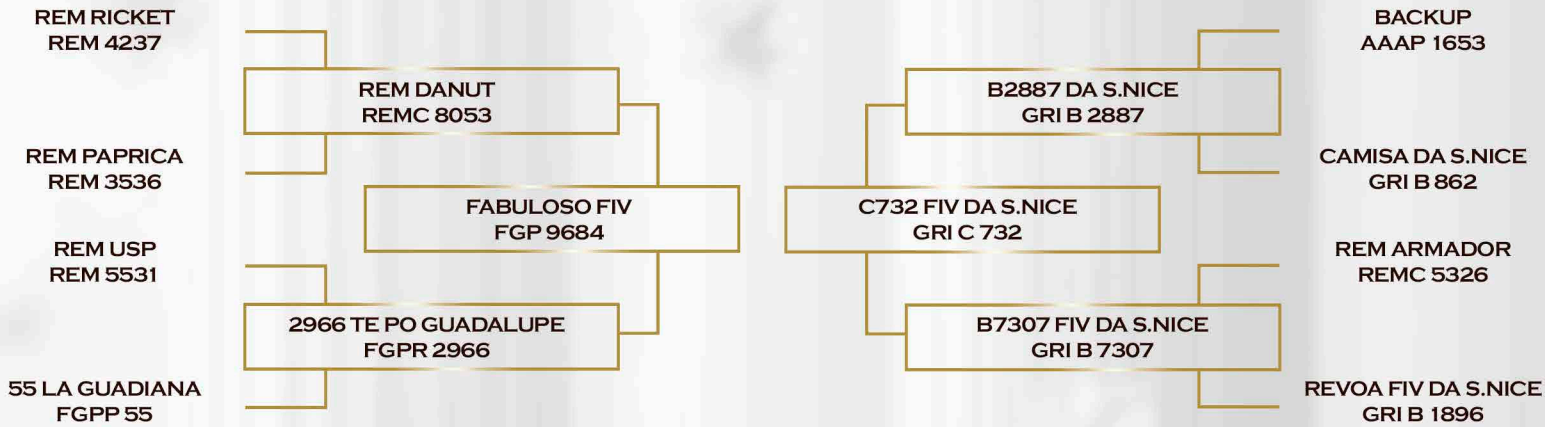 REM RICKET
REM 4237
REM DANUT
REMC 8053
REM PAPRICA
REM 3536
FABULOSO FIV
FGP 9684
REM USP
REM 5531
2966 TE PO GUADALUPE
FGPR 2966
55 LA GUADIANA
FGPP 55
BACKUP
AAAP 1653
B2887 DA S.NICE
GRI B 2887
CAMISA DA S.NICE
GRI B 862
C732 FIV DA S.NICE
GRI C 732
REM ARMADOR
REMC 5326
B7307 FIV DA S.NICE
GRI B 7307
REVOA FIV DA S.NICE
GRI B 1896